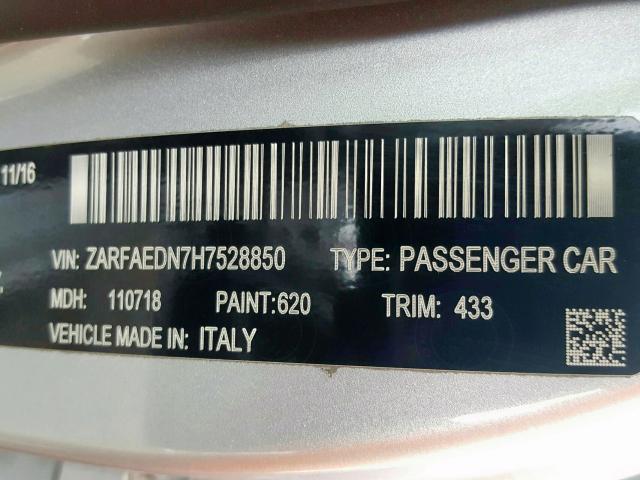 11/16
VIN: ZARFAEDN7H7528850 TYPE: PASSENGER CAR
MDH: 110718 PAINT:620 TRIM: 433
VEHICLE MADE IN: ITALY